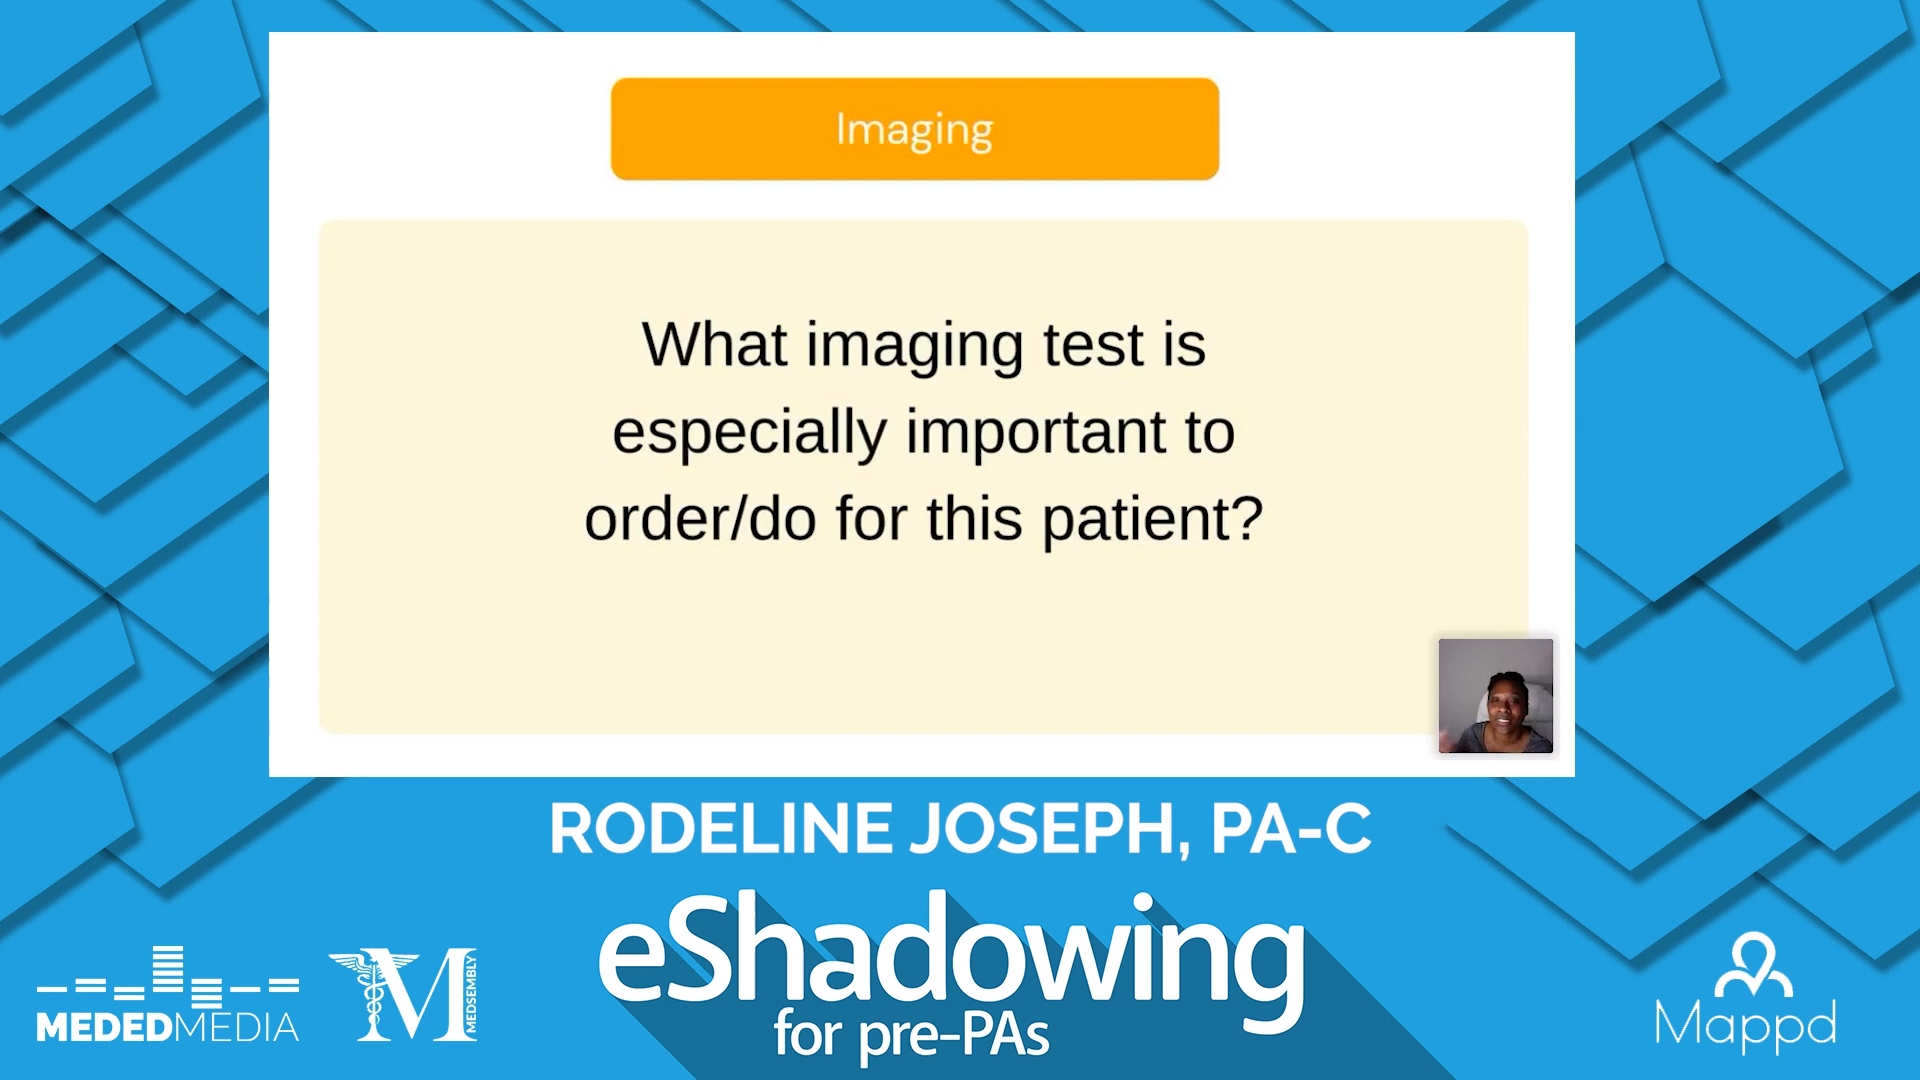 Imaging
What imaging test is
especially important to
order/do for this patient?
RODELINE JOSEPH, PA-C
eShadowing
for pre-PAs
MEDEDMEDIA
M
MEDSEMBLY
Mappd